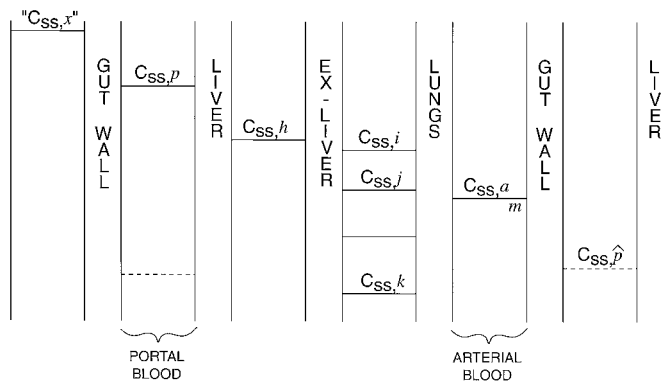 "Css,x"
GUT WALL
Css,p
LIVER
Css,h
EX-LIVER
Css,i
Css,j
Css,k
LUNGS
Css,a
m
GUT WALL
Css,p̂
LIVER
PORTAL
BLOOD
ARTERIAL
BLOOD